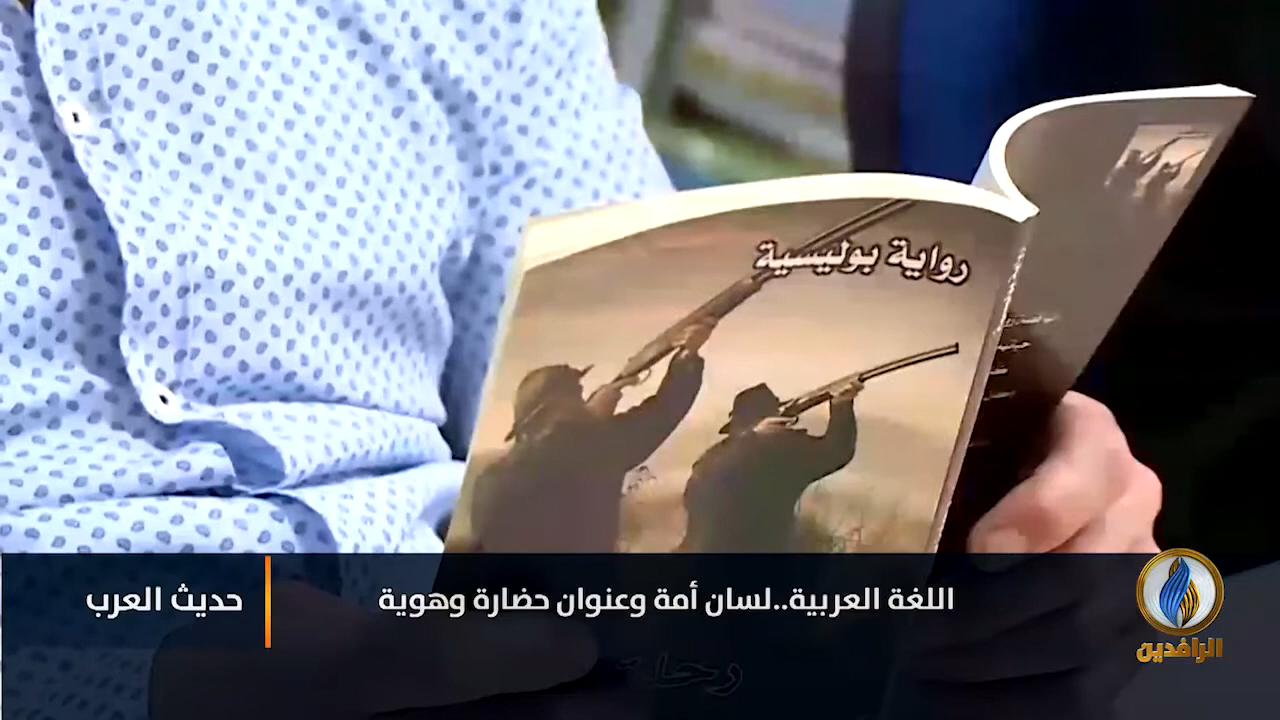 رواية بوليسية
اللغة العربية..لسان أمة وعنوان حضارة وهوية
حديث العرب
الرافدين